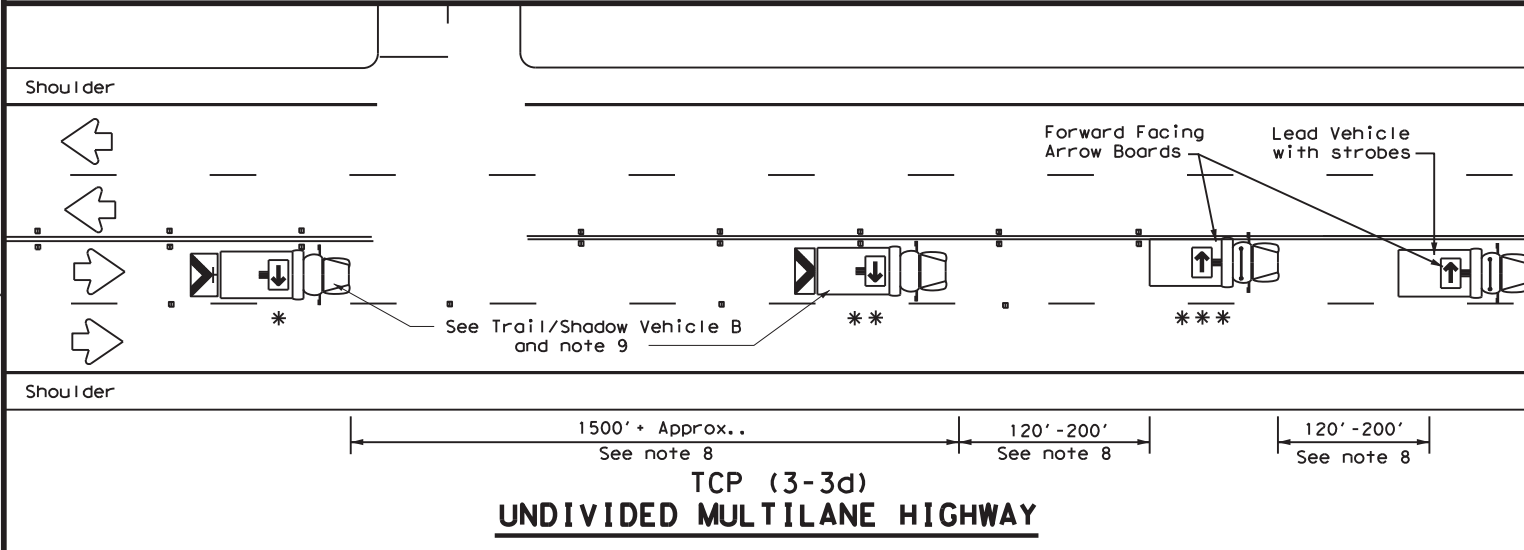 Shoulder
Forward Facing
Arrow Boards
Lead Vehicle
with strobes
*
**
***
See Trail/Shadow Vehicle B
and note 9
Shoulder
1500'+ Approx..
See note 8
120'-200'
See note 8
120'-200'
See note 8
TCP (3-3d)
UNDIVIDED MULTILANE HIGHWAY